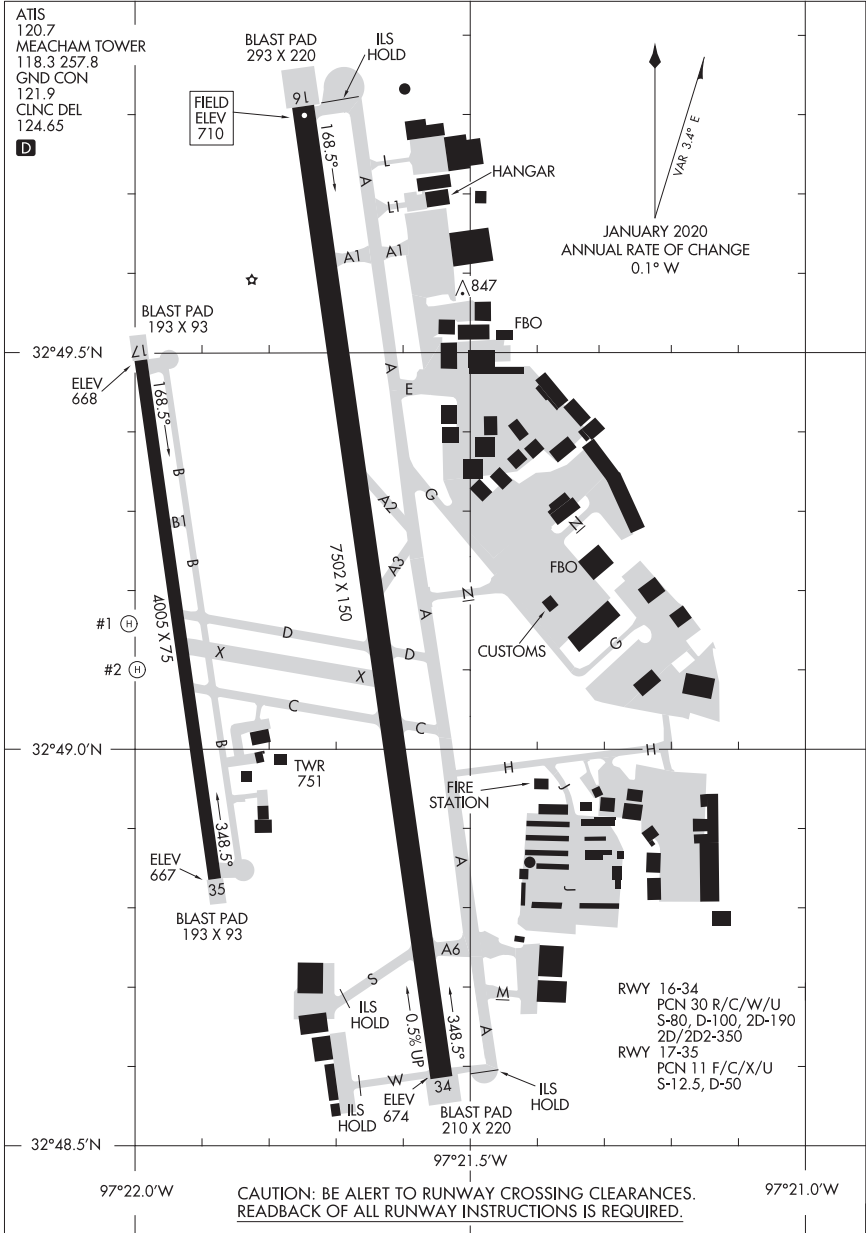 ATIS
120.7
MEACHAM TOWER
118.3 257.8
GND CON
121.9
CLNC DEL
124.65
D
BLAST PAD
293 X 220
ILS
HOLD
16
FIELD
ELEV
710
168.5°
L
A
HANGAR
L1
A1
A1
VAR 3.4° E
JANUARY 2020
ANNUAL RATE OF CHANGE
0.1° W
847
FBO
BLAST PAD
193 X 93
17
32°49.5'N
ELEV
668
168.5°
A
E
B
B1
B
A2
G
7502 X 150
A3
N
N
FBO
A
4005 X 75
#1 H
D
D
CUSTOMS
G
#2 H
X
X
C
C
B
32°49.0'N
TWR
751
H
H
FIRE
STATION
J
348.5°
ELEV
667
35
BLAST PAD
193 X 93
A
J
A6
S
ILS
HOLD
M
0.5% UP
348.5°
A
RWY 16-34
PCN 30 R/C/W/U
S-80, D-100, 2D-190
2D/2D2-350
RWY 17-35
PCN 11 F/C/X/U
S-12.5, D-50
W
34
ILS
HOLD
ELEV
674
ILS
HOLD
BLAST PAD
210 X 220
32°48.5'N
97°21.5'W
97°22.0'W
97°21.0'W
CAUTION: BE ALERT TO RUNWAY CROSSING CLEARANCES.
READBACK OF ALL RUNWAY INSTRUCTIONS IS REQUIRED.